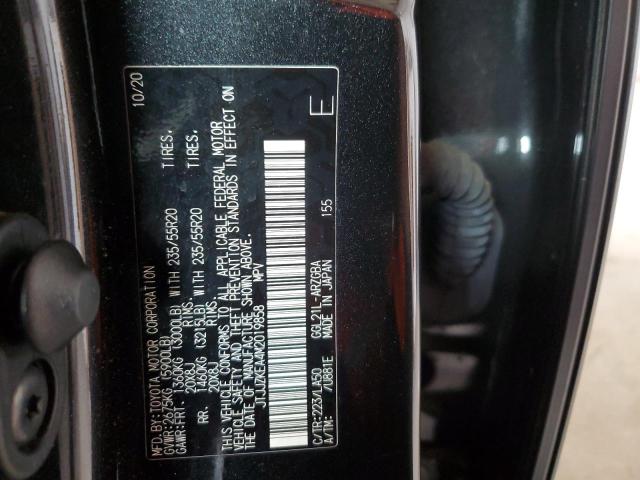 MFD.BY:TOYOTA MOTOR CORPORATION 10/20
GVWR:2675KG (5900LB)
GAWR:FRT. 1360KG (3000LB) WITH 235/55R20 TIRES,
20X8J RIMS.
RR. 1460KG (3215LB) WITH 235/55R20 TIRES,
20X8J RIMS.
THIS VEHICLE CONFORMS TO ALL APPLICABLE FEDERAL MOTOR
VEHICLE SAFETY AND THEFT PREVENTION STANDARDS IN EFFECT ON
THE DATE OF MANUFACTURE SHOWN ABOVE.
JTJJZKEA4M2019858 MPV
155 E
C/TR:223/LA50 GGL21L-ARZGBA
A/TM: /U881E MADE IN JAPAN